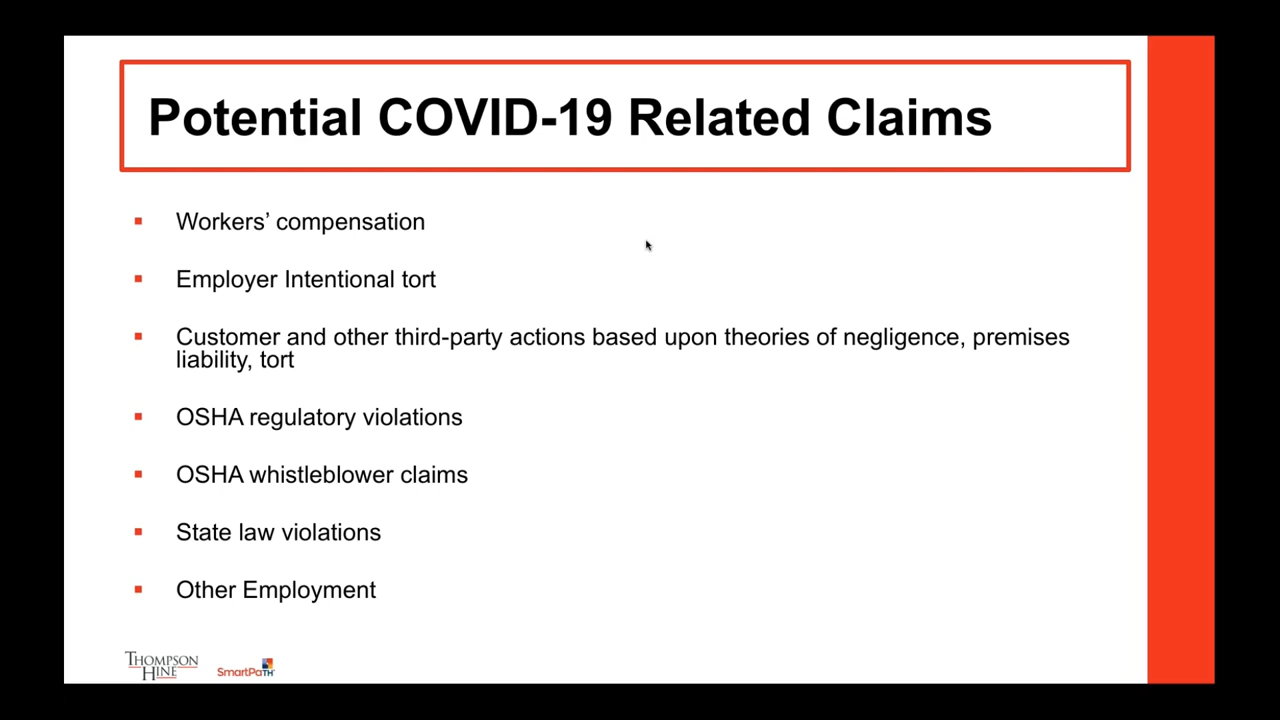 Potential COVID-19 Related Claims
Workers’ compensation
Employer Intentional tort
Customer and other third-party actions based upon theories of negligence, premises
liability, tort
OSHA regulatory violations
OSHA whistleblower claims
State law violations
Other Employment
THOMPSON
HINE
SmartPaTH